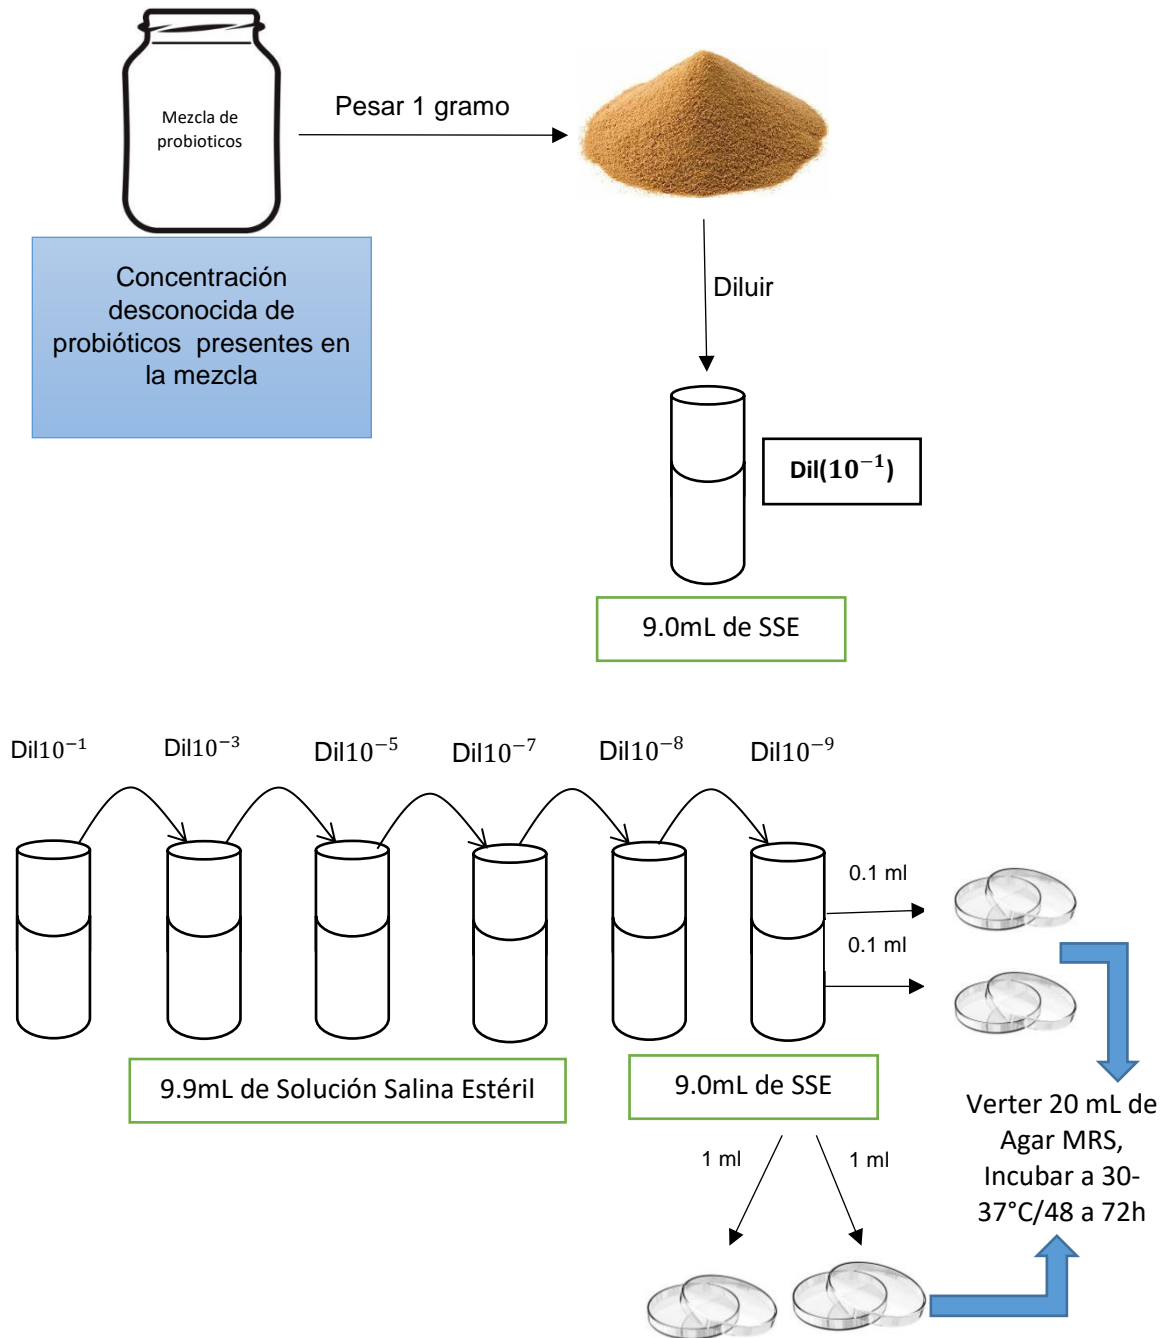 Mezcla de
probioticos
Pesar 1 gramo
Concentración
desconocida de
probióticos  presentes en
la mezcla
Diluir
Dil(10⁻¹)
9.0mL de SSE
Dil10⁻¹
Dil10⁻³
Dil10⁻⁵
Dil10⁻⁷
Dil10⁻⁸
Dil10⁻⁹
0.1 ml
0.1 ml
9.9mL de Solución Salina Estéril
9.0mL de SSE
1 ml
1 ml
Verter 20 mL de
Agar MRS,
Incubar a 30-
37°C/48 a 72h